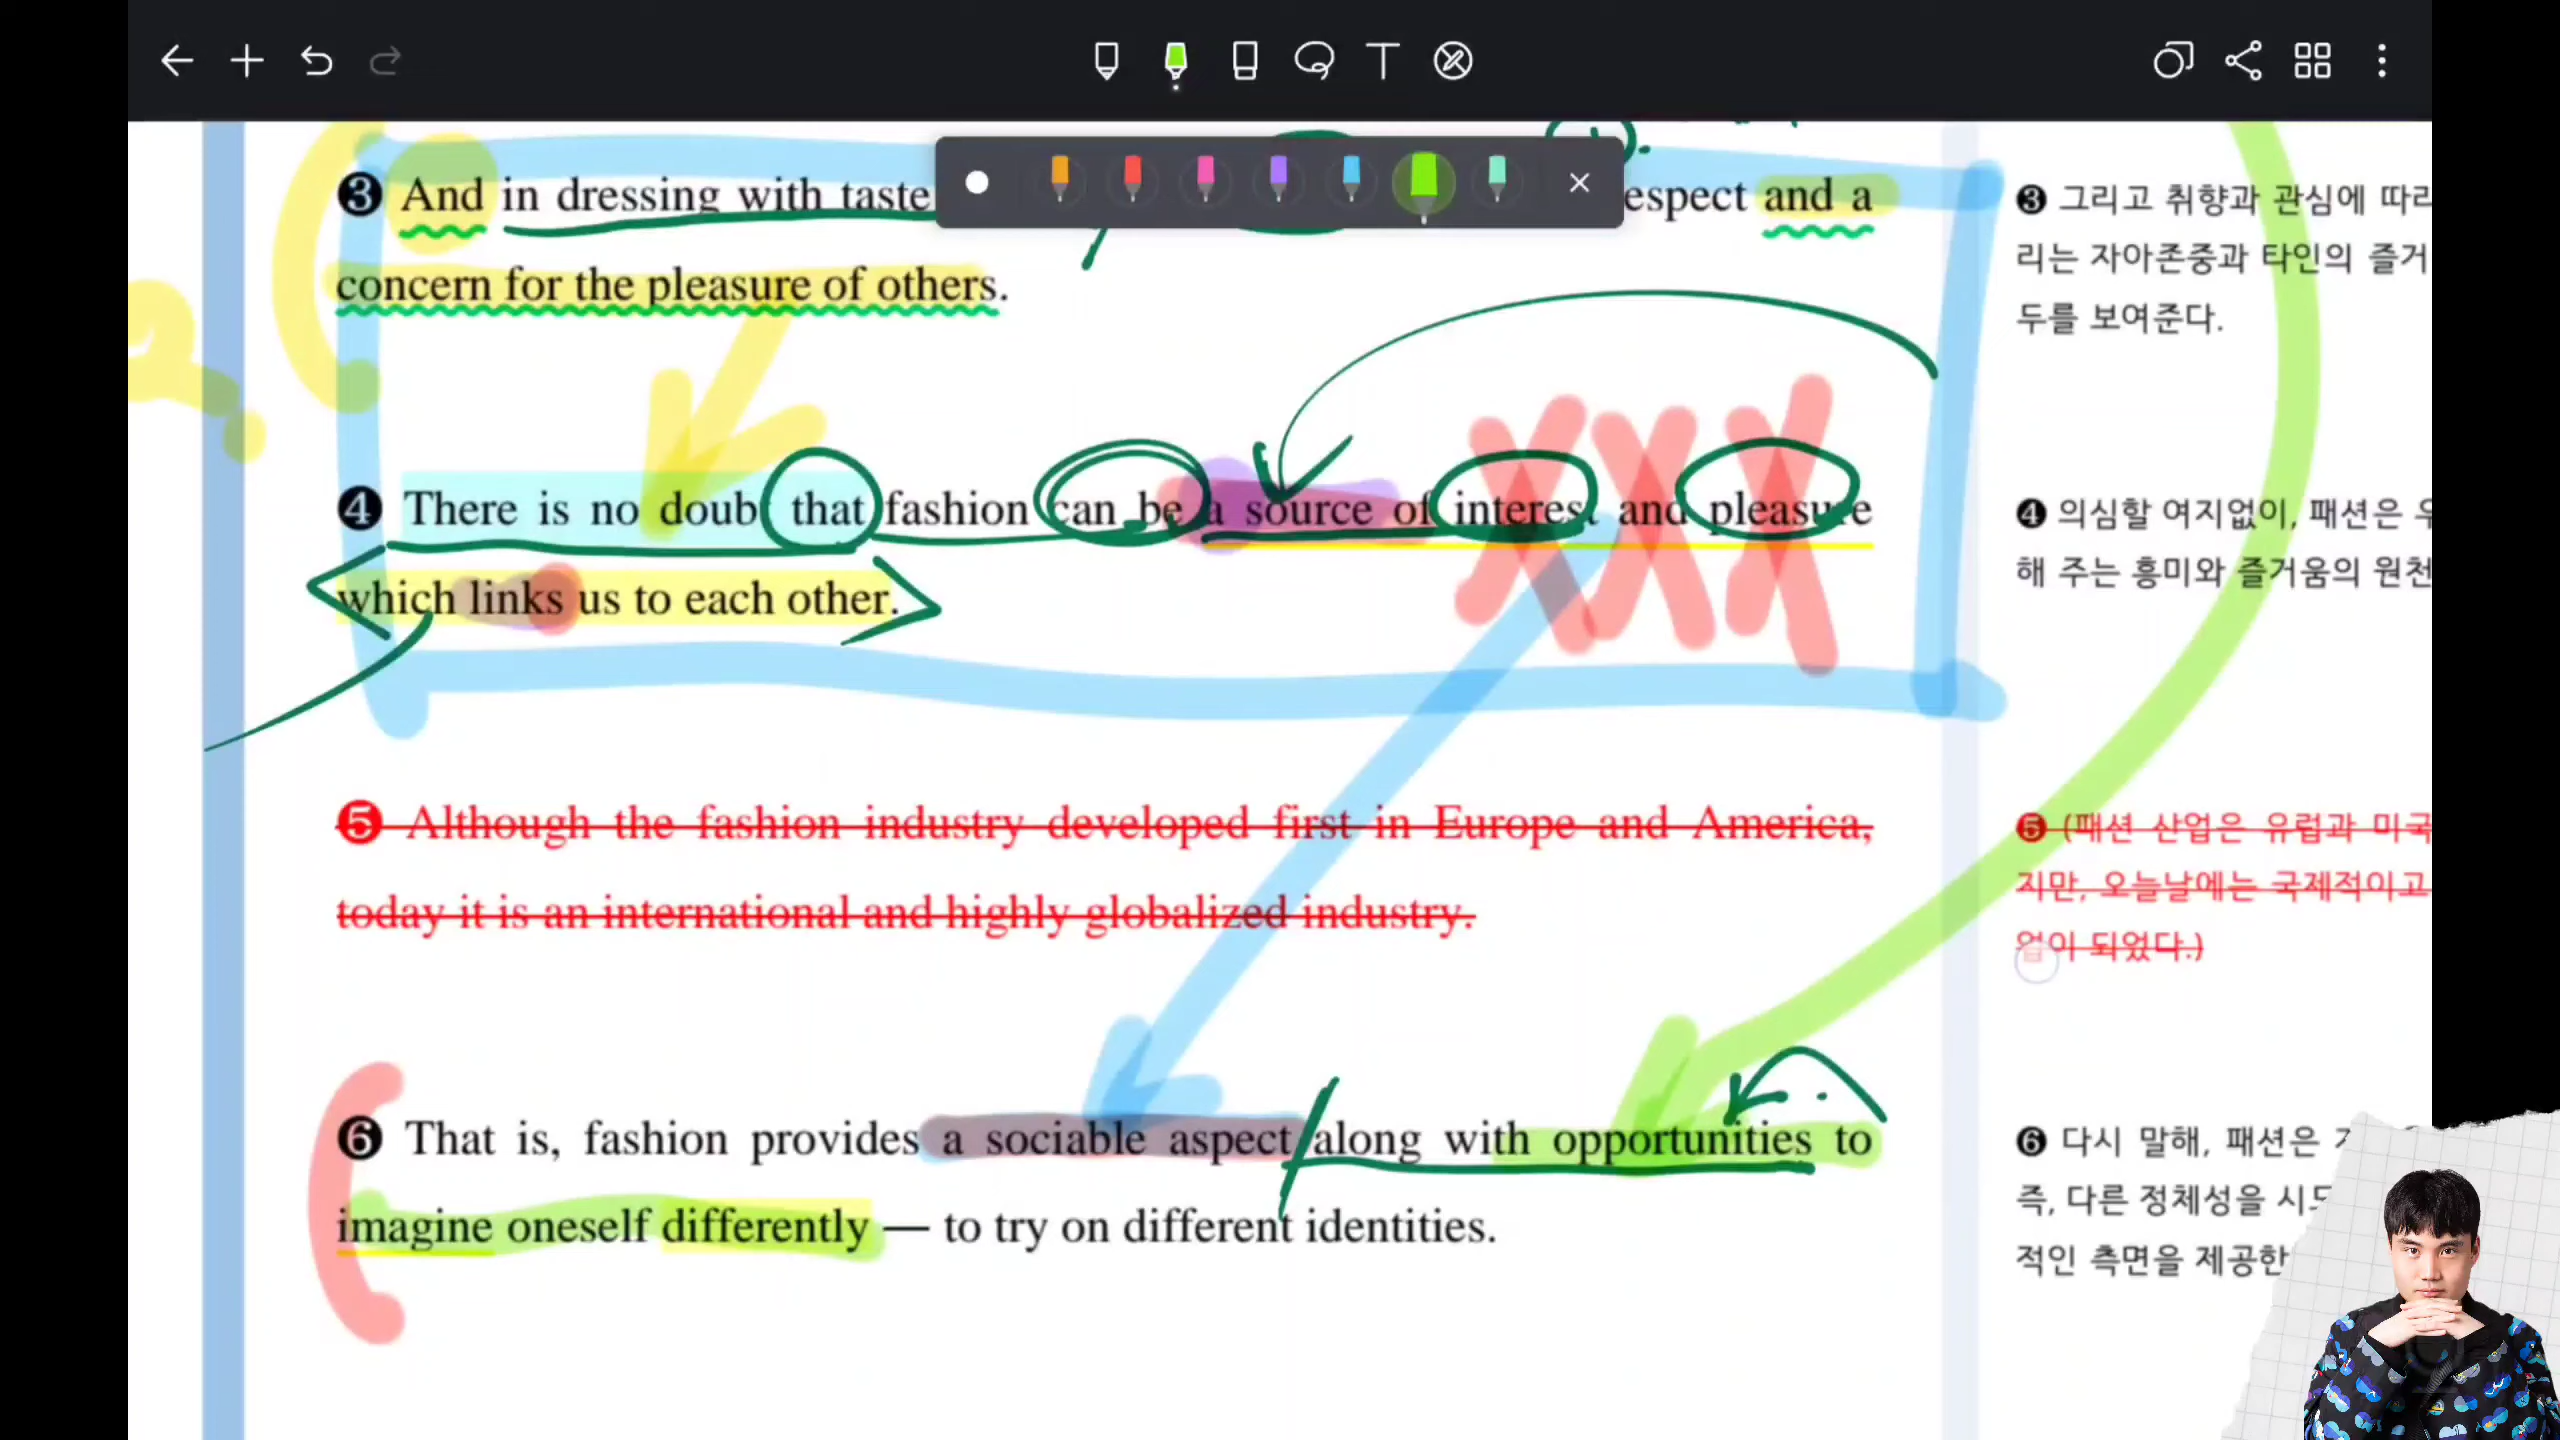 ❸ And in dressing with taste espect and a
concern for the pleasure of others.
❹ There is no doubt that fashion can be a source of interest and pleasure
which links us to each other.
❺ Although the fashion industry developed first in Europe and America,
today it is an international and highly globalized industry.
❻ That is, fashion provides a sociable aspect along with opportunities to
imagine oneself differently — to try on different identities.
❸ 그리고 취향과 관심에 따라
리는 자아존중과 타인의 즐거
두를 보여준다.
❹ 의심할 여지없이, 패션은 우
해 주는 흥미와 즐거움의 원천
❺ (패션 산업은 유럽과 미국
지만, 오늘날에는 국제적이고
업이 되었다.)
❻ 다시 말해, 패션은
즉, 다른 정체성을 시도
적인 측면을 제공한